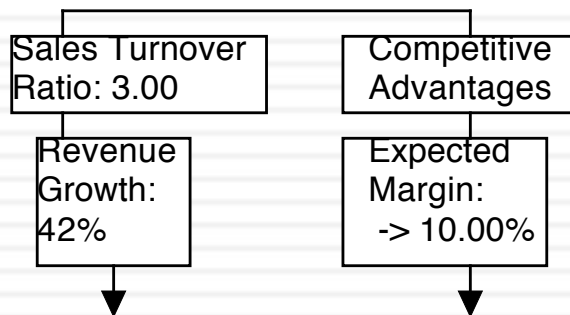 Sales Turnover
Ratio: 3.00
Competitive
Advantages
Revenue
Growth:
42%
Expected
Margin:
-> 10.00%